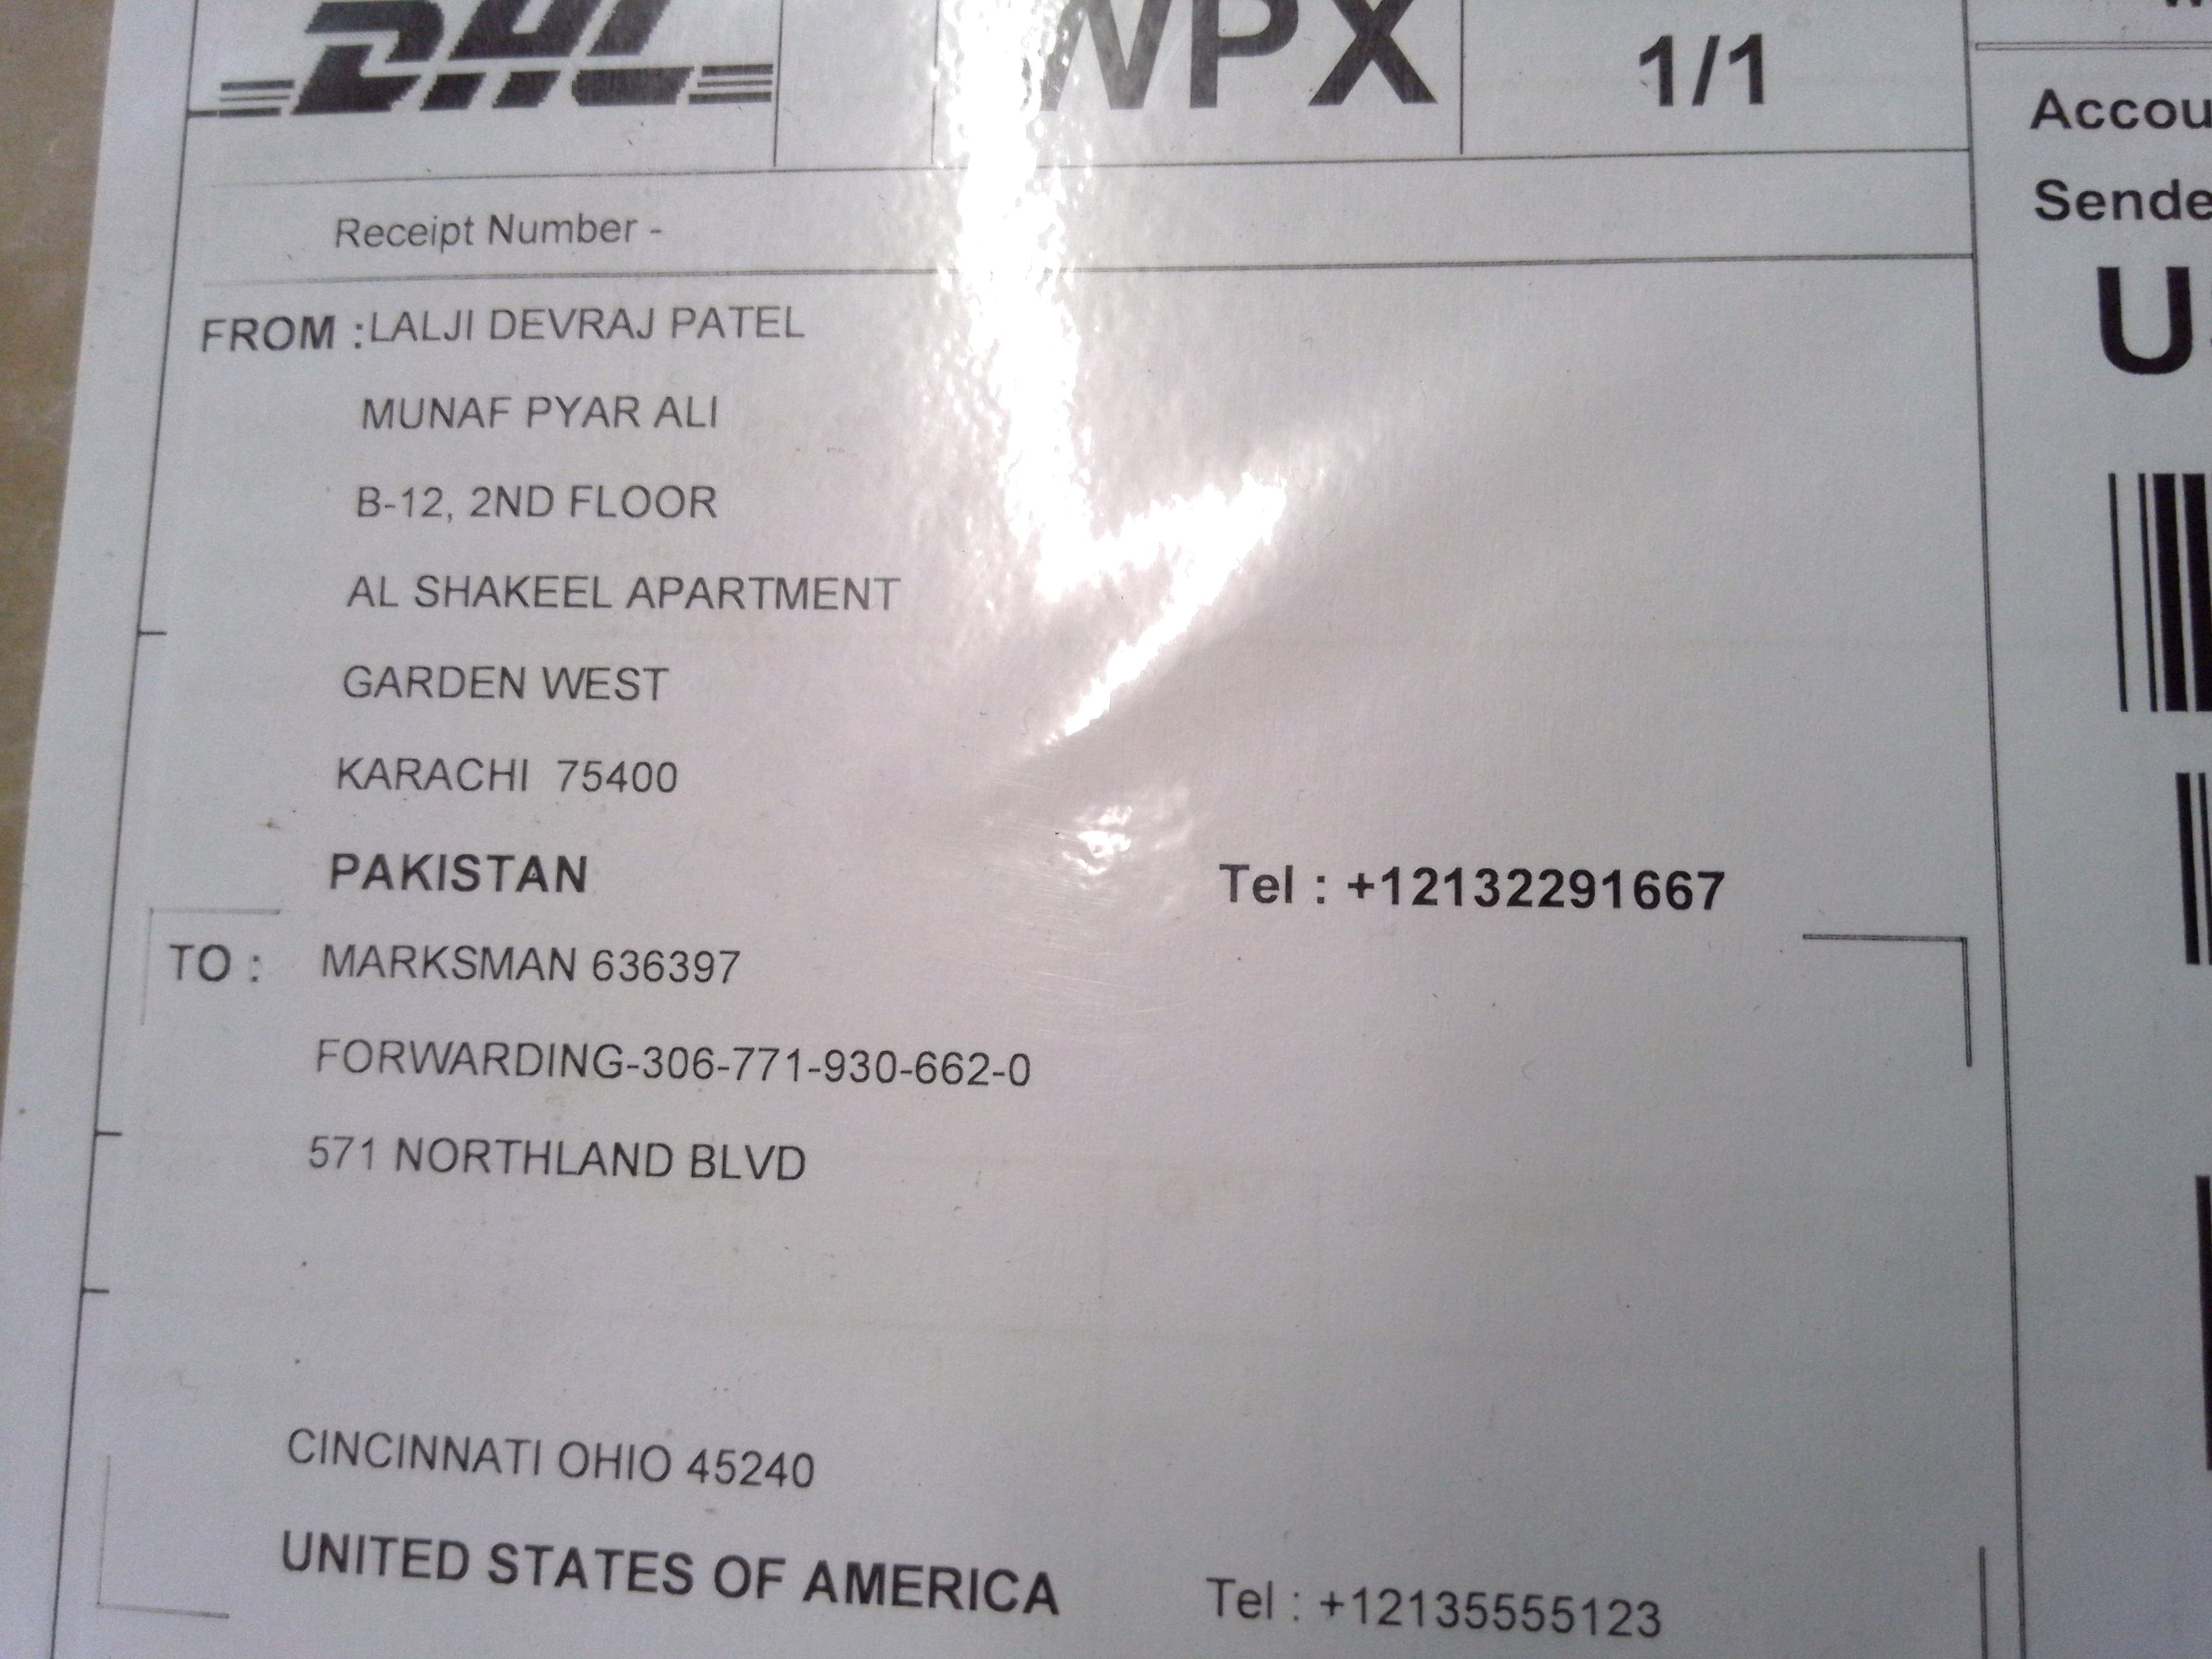 DHL
WPX
1/1
Receipt Number -
FROM : LALJI DEVRAJ PATEL
MUNAF PYAR ALI
B-12, 2ND FLOOR
AL SHAKEEL APARTMENT
GARDEN WEST
KARACHI 75400
PAKISTAN
Tel : +12132291667
TO : MARKSMAN 636397
FORWARDING-306-771-930-662-0
571 NORTHLAND BLVD
CINCINNATI OHIO 45240
UNITED STATES OF AMERICA
Tel : +12135555123
Accou
Sende
U